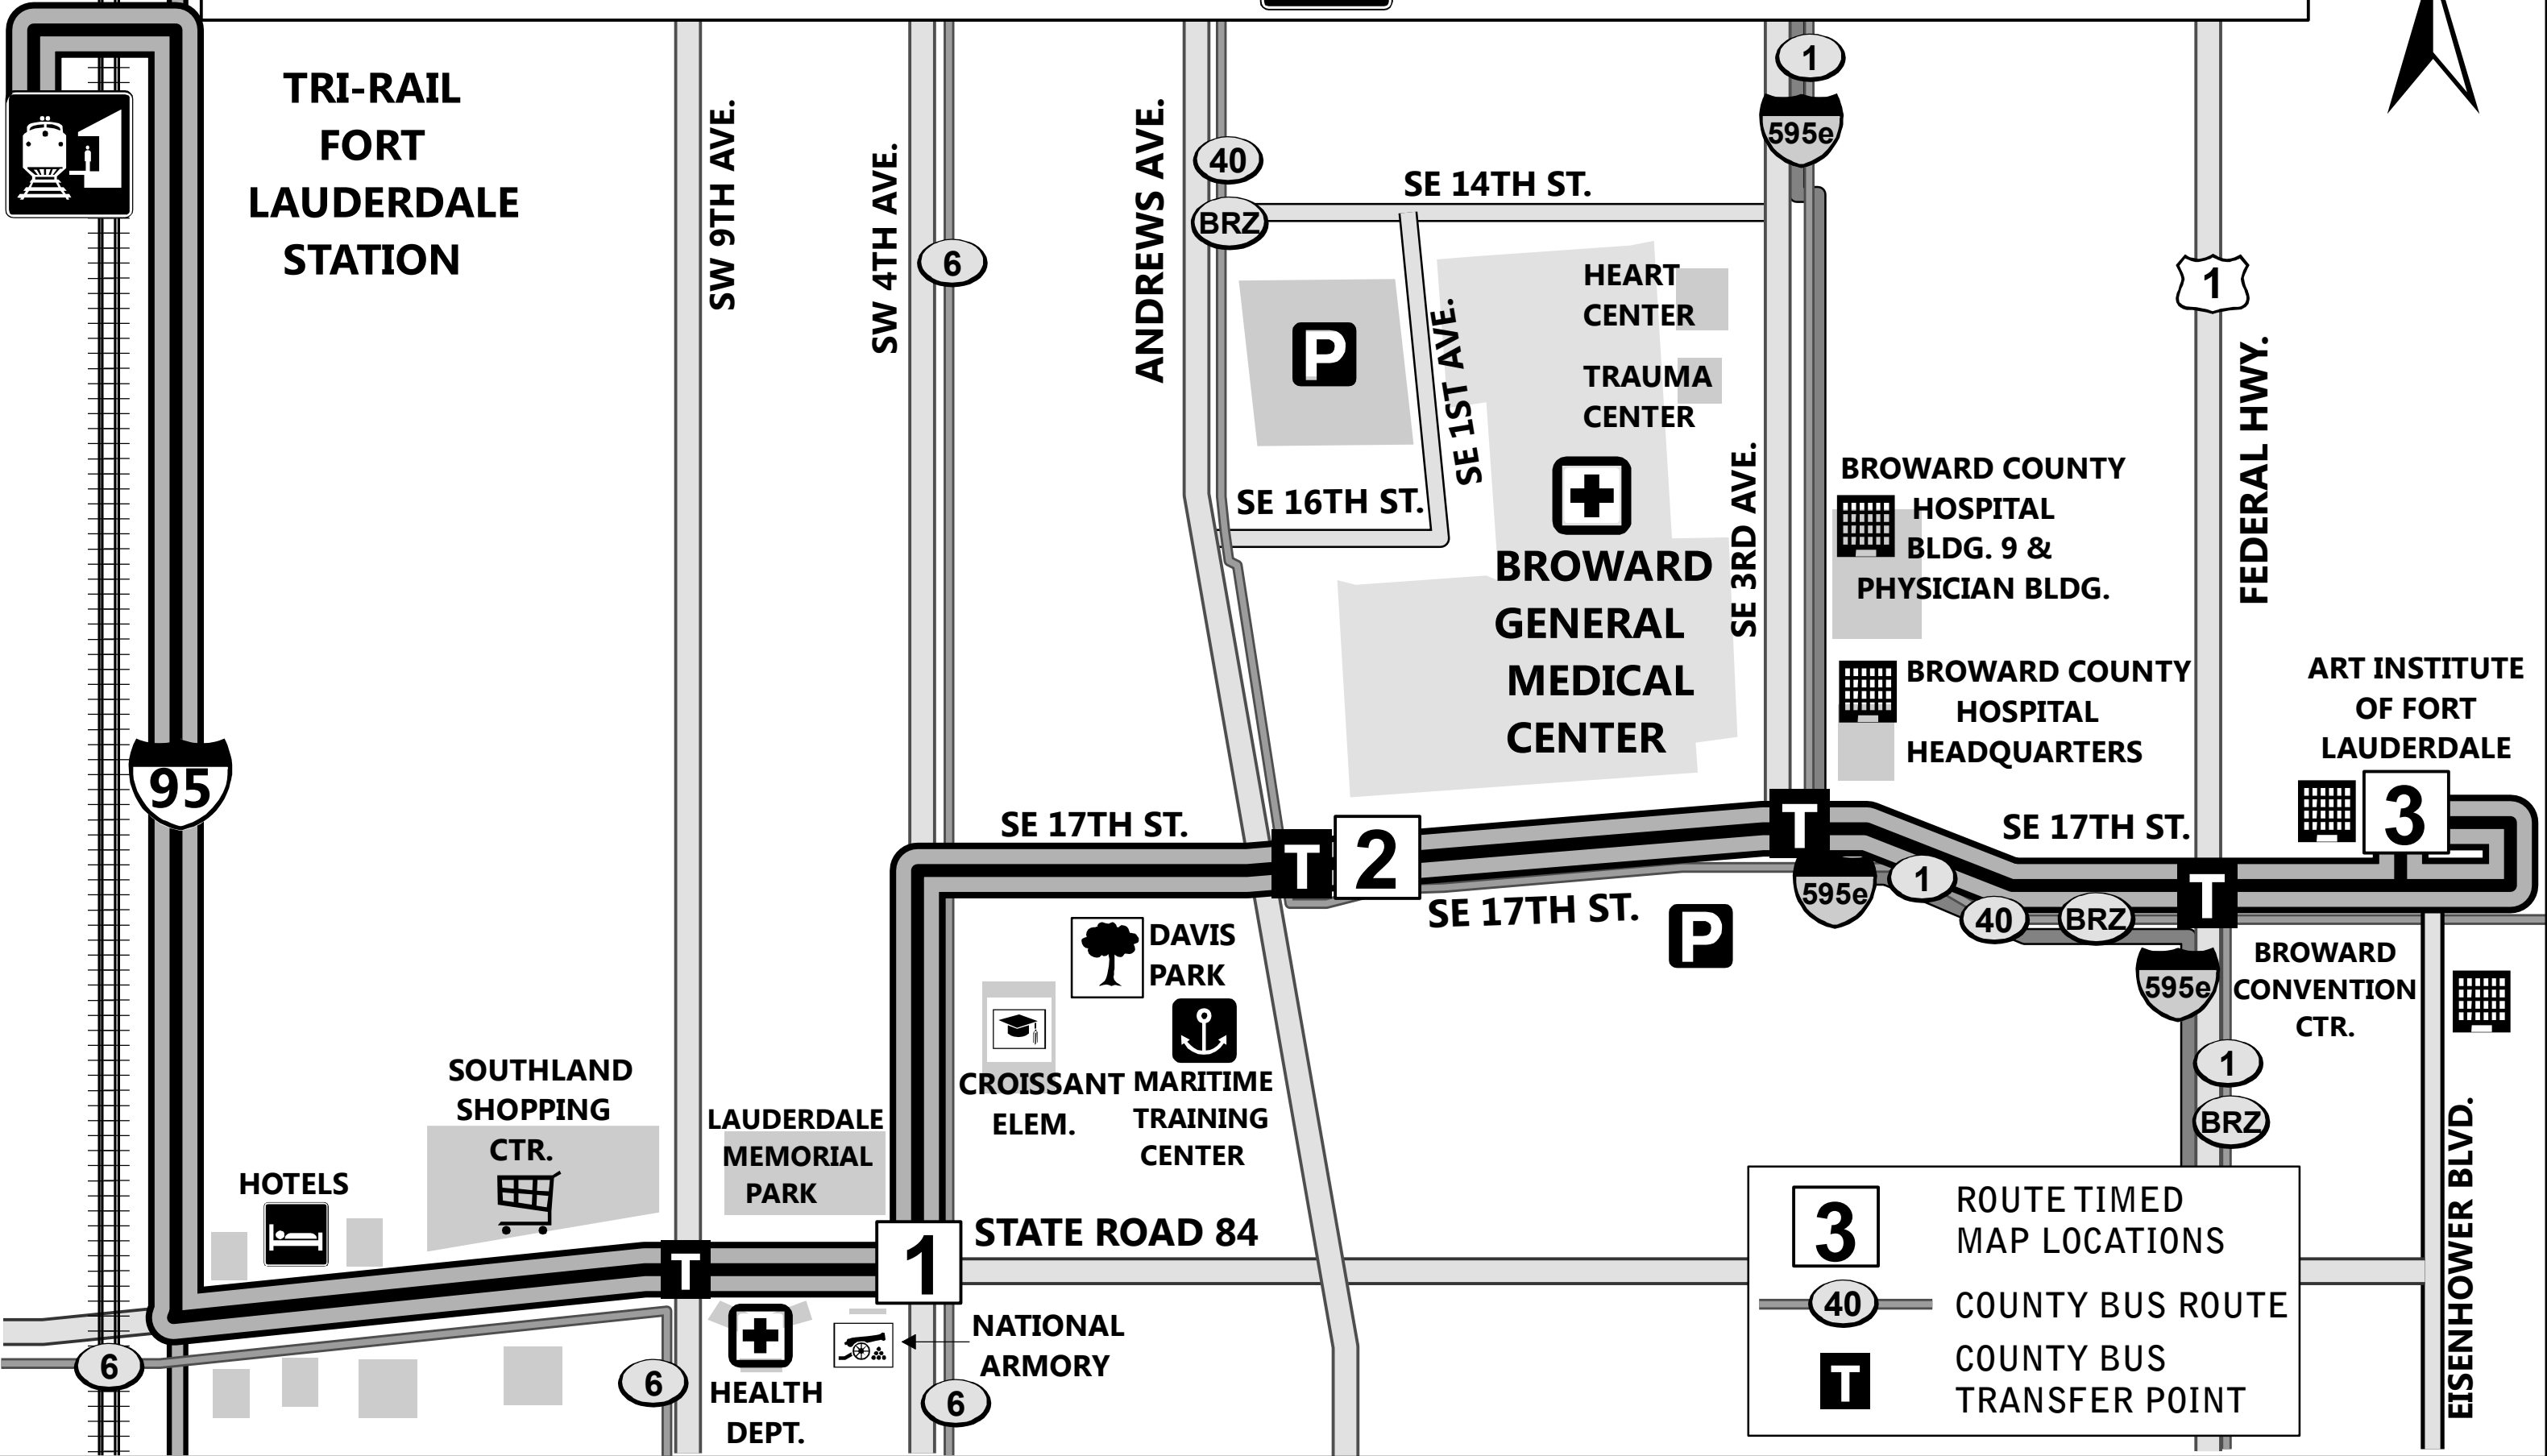 TRI-RAIL
FORT
LAUDERDALE
STATION
SW 9TH AVE.
SW 4TH AVE.
6
ANDREWS AVE.
40
BRZ
SE 14TH ST.
1
595e
P
SE 1ST AVE.
SE 16TH ST.
HEART
CENTER
TRAUMA
CENTER
BROWARD
GENERAL
MEDICAL
CENTER
SE 3RD AVE.
BROWARD COUNTY
HOSPITAL
BLDG. 9 &
PHYSICIAN BLDG.
BROWARD COUNTY
HOSPITAL
HEADQUARTERS
1
FEDERAL HWY.
ART INSTITUTE
OF FORT
LAUDERDALE
3
95
SE 17TH ST.
T
2
T
SE 17TH ST.
T
SE 17TH ST.
P
595e
1
40
BRZ
595e
BROWARD
CONVENTION
CTR.
1
BRZ
EISENHOWER BLVD.
DAVIS
PARK
CROISSANT
ELEM.
MARITIME
TRAINING
CENTER
SOUTHLAND
SHOPPING
CTR.
HOTELS
LAUDERDALE
MEMORIAL
PARK
T
1
STATE ROAD 84
6
6
HEALTH
DEPT.
NATIONAL
ARMORY
6
3
ROUTE TIMED
MAP LOCATIONS
40
COUNTY BUS ROUTE
T
COUNTY BUS
TRANSFER POINT